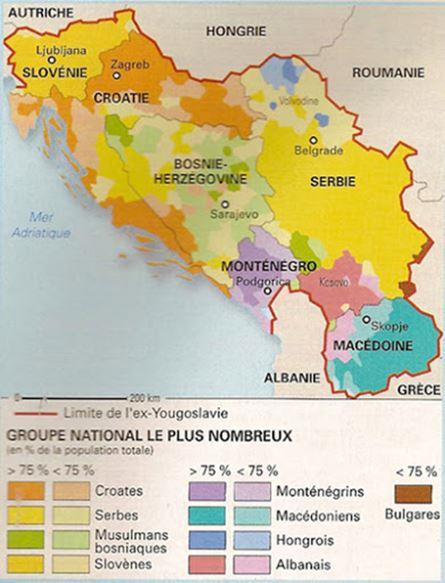 AUTRICHE
HONGRIE
Ljubljana
SLOVÉNIE
Zagreb
CROATIE
ROUMANIE
Voïvodine
Belgrade
BOSNIE-
HERZÉGOVINE
SERBIE
Sarajevo
Mer
Adriatique
MONTÉNÉGRO
Podgorica
Kosovo
Skopje
MACÉDOINE
ALBANIE
GRÈCE
0 200 km
Limite de l'ex-Yougoslavie
GROUPE NATIONAL LE PLUS NOMBREUX
(en % de la population totale)
> 75 % < 75 % > 75 % < 75 % < 75 %
Croates Monténégrins
Serbes Macédoniens Bulgares
Musulmans Hongrois
bosniaques
Slovènes Albanais